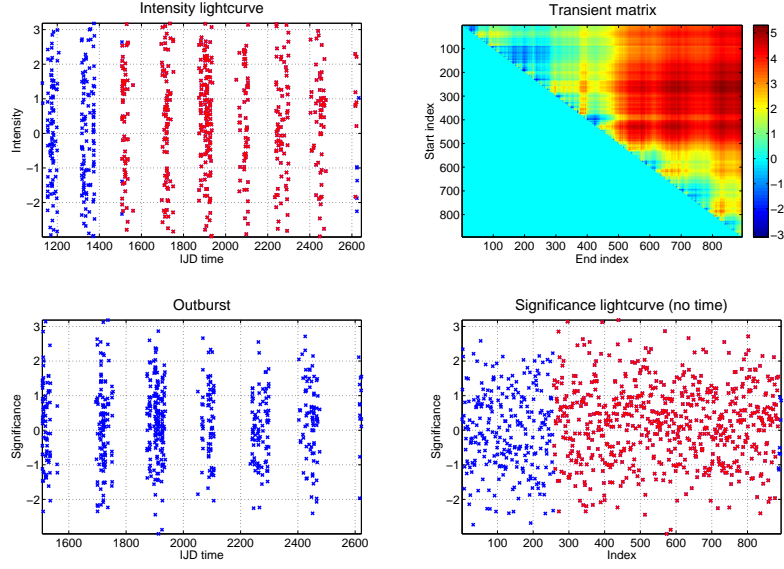 Intensity lightcurve
Intensity
3
2
1
0
−1
−2
1200 1400 1600 1800 2000 2200 2400 2600
IJD time
Transient matrix
Start index
100
200
300
400
500
600
700
800
100 200 300 400 500 600 700 800
End index
5
4
3
2
1
0
−1
−2
−3
Outburst
Significance
3
2
1
0
−1
−2
1600 1800 2000 2200 2400 2600
IJD time
Significance lightcurve (no time)
Significance
3
2
1
0
−1
−2
100 200 300 400 500 600 700 800
Index